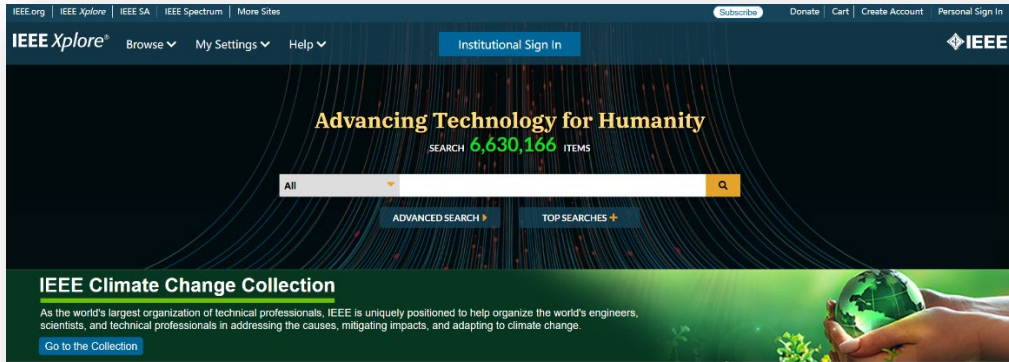 IEEE.org | IEEE Xplore | IEEE SA | IEEE Spectrum | More Sites Subscribe Donate | Cart | Create Account | Personal Sign In
IEEE Xplore® Browse My Settings Help Institutional Sign In IEEE
Advancing Technology for Humanity
SEARCH 6,630,166 ITEMS
All
ADVANCED SEARCH TOP SEARCHES +
IEEE Climate Change Collection
As the world's largest organization of technical professionals, IEEE is uniquely positioned to help organize the world's engineers,
scientists, and technical professionals in addressing the causes, mitigating impacts, and adapting to climate change.
Go to the Collection